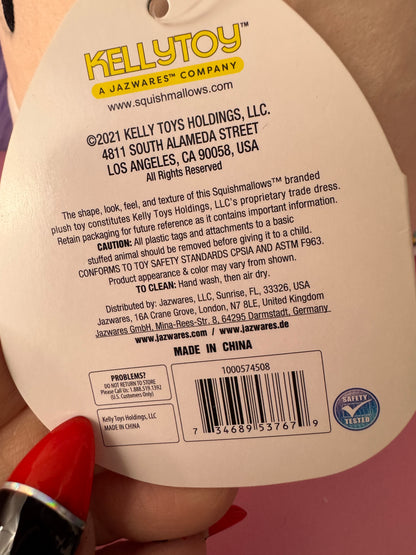 KELLYTOY™
A JAZWARES™ COMPANY
www.squishmallows.com
©2021 KELLY TOYS HOLDINGS, LLC.
4811 SOUTH ALAMEDA STREET
LOS ANGELES, CA 90058, USA
All Rights Reserved
The shape, look, feel, and texture of this Squishmallows™ branded
plush toy constitutes Kelly Toys Holdings, LLC's proprietary trade dress.
Retain packaging for future reference as it contains important information.
CAUTION: All plastic tags and attachments to a basic
stuffed animal should be removed before giving it to a child.
CONFORMS TO TOY SAFETY STANDARDS CPSIA AND ASTM F963.
Product appearance & color may vary from shown.
TO CLEAN: Hand wash, then air dry.
Distributed by: Jazwares, LLC, Sunrise, FL, 33326, USA
Jazwares, 16A Crane Grove, London, N7 8LE, United Kingdom
Jazwares GmbH, Mina-Rees-Str. 8, 64295 Darmstadt, Germany
www.jazwares.com / www.jazwares.de
MADE IN CHINA
PROBLEMS?
DO NOT RETURN TO STORE
Please Call Us: 1.888.519.1392
(U.S. Customers Only)
Kelly Toys Holdings, LLC
MADE IN CHINA
1000574508
7 34689 53767 9
SAFETY
TESTED